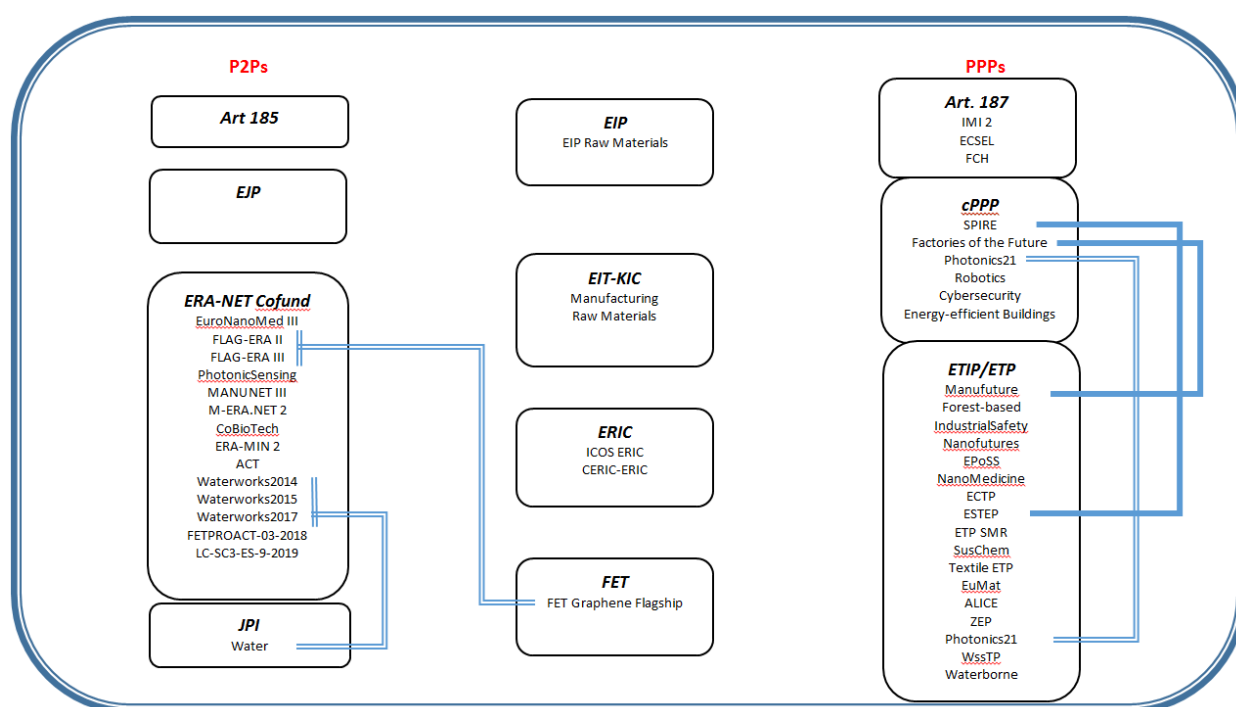 P2Ps
Art 185
EJP
ERA-NET Cofund
EuroNanoMed III
FLAG-ERA II
FLAG-ERA III
PhotonicSensing
MANUNET III
M-ERA.NET 2
CoBioTech
ERA-MIN 2
ACT
Waterworks2014
Waterworks2015
Waterworks2017
FETPROACT-03-2018
LC-SC3-ES-9-2019
JPI
Water
EIP
EIP Raw Materials
EIT-KIC
Manufacturing
Raw Materials
ERIC
ICOS ERIC
CERIC-ERIC
FET
FET Graphene Flagship
PPPs
Art. 187
IMI 2
ECSEL
FCH
cPPP
SPIRE
Factories of the Future
Photonics21
Robotics
Cybersecurity
Energy-efficient Buildings
ETIP/ETP
Manufuture
Forest-based
IndustrialSafety
Nanofutures
EPoSS
NanoMedicine
ECTP
ESTEP
ETP SMR
SusChem
Textile ETP
EuMat
ALICE
ZEP
Photonics21
WssTP
Waterborne